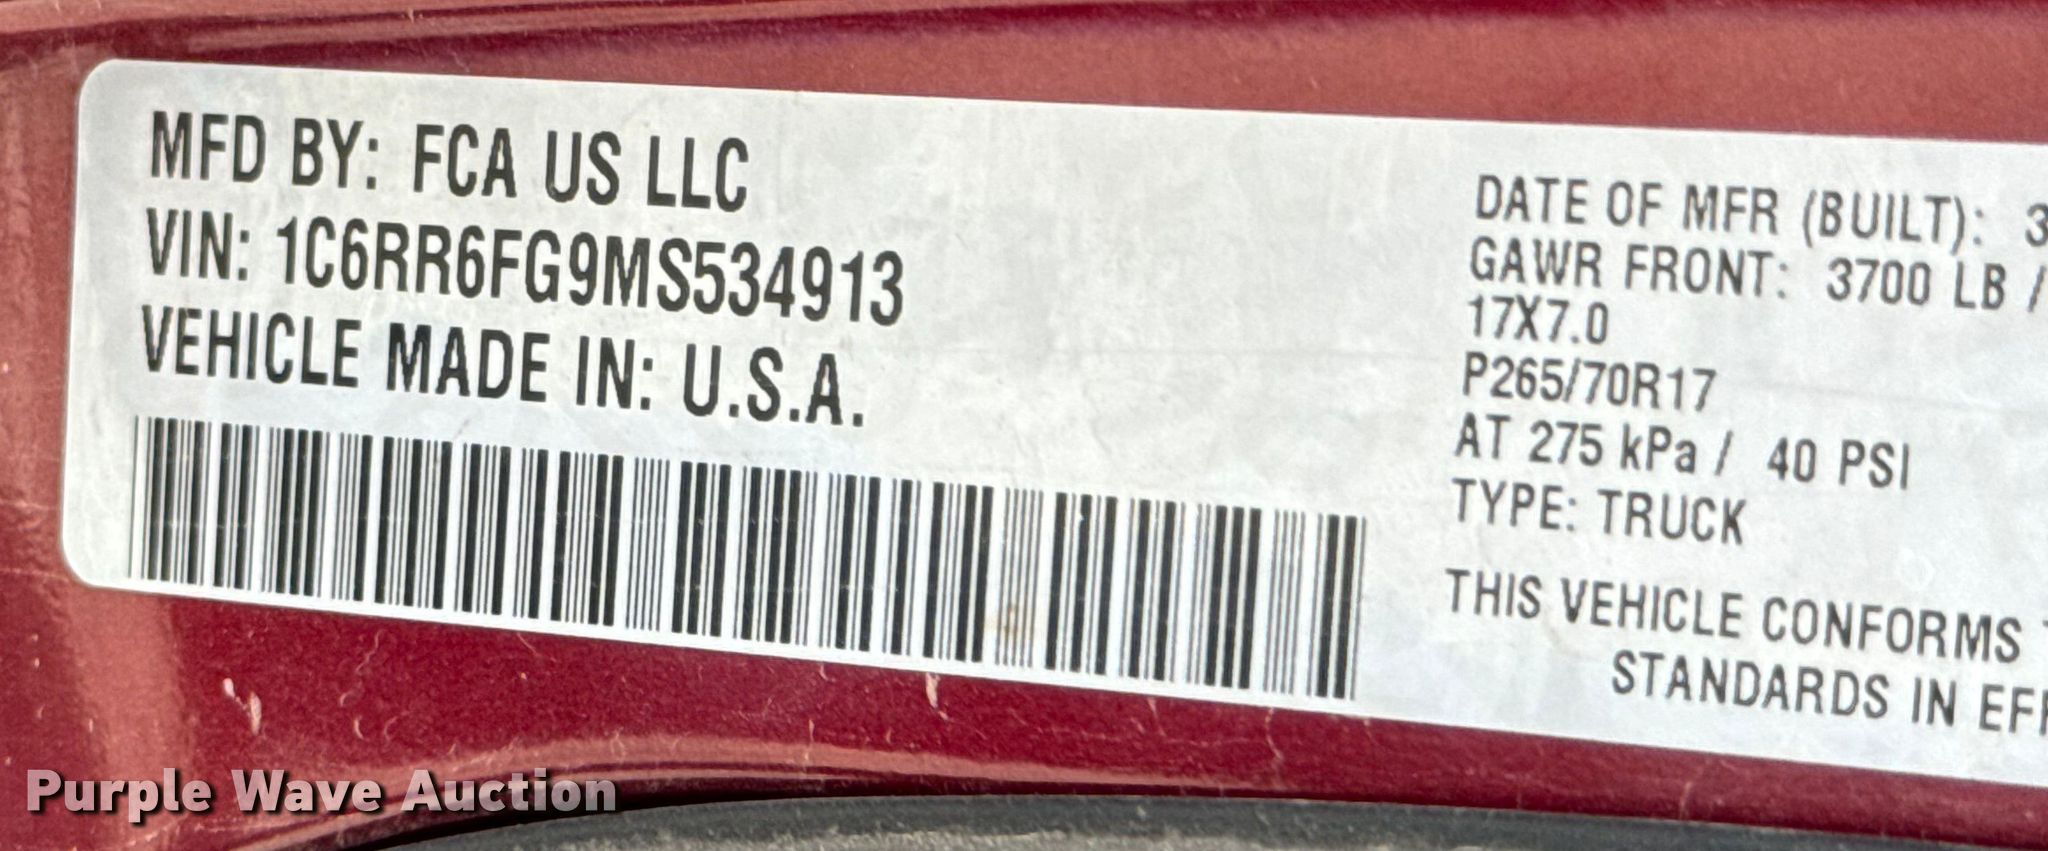 MFD BY: FCA US LLC
VIN: 1C6RR6FG9MS534913
VEHICLE MADE IN: U.S.A.
DATE OF MFR (BUILT): 3
GAWR FRONT: 3700 LB /
17X7.0
P265/70R17
AT 275 kPa / 40 PSI
TYPE: TRUCK
THIS VEHICLE CONFORMS
STANDARDS IN
Purple Wave Auction